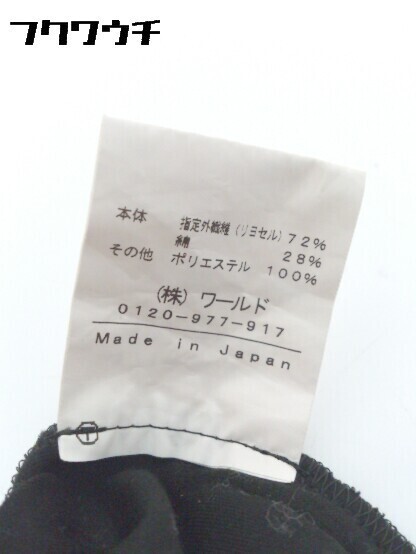 フクワウチ
本体 指定外繊維(リヨセル) 72%
綿 28%
その他 ポリエステル 100%
(株)ワールド
0120-977-917
Made in Japan
T